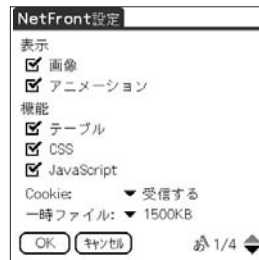 NetFront設定
表示
画像
アニメーション
機能
テーブル
CSS
JavaScript
Cookie: ▼ 受信する
一時ファイル: ▼ 1500KB
OK キャンセル あ 1/4